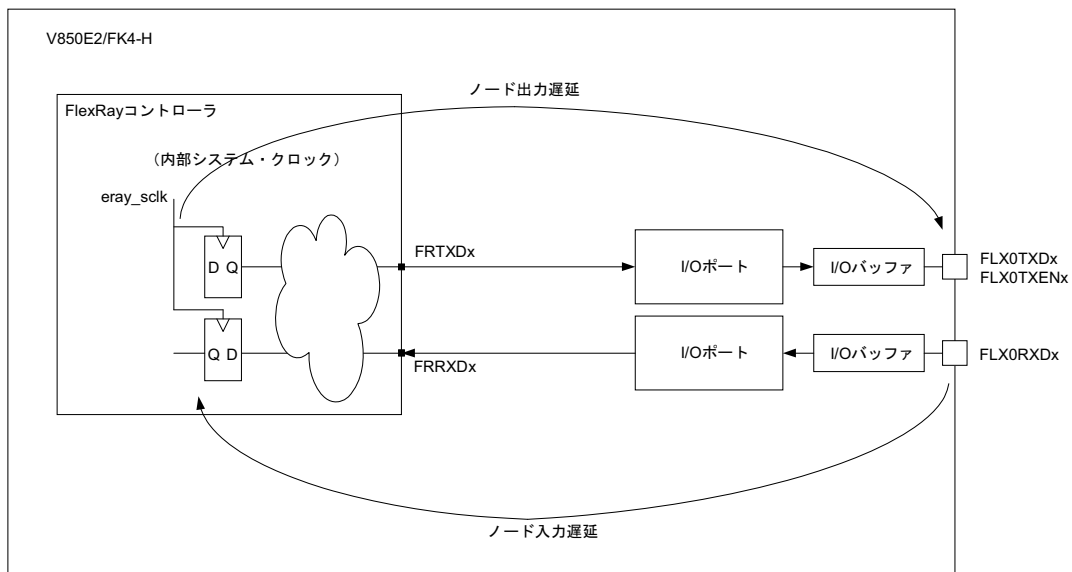 V850E2/FK4-H
ノード出力遅延
FlexRayコントローラ
（内部システム・クロック）
eray_sclk
D Q
FRTXDx
I/Oポート
I/Oバッファ
FLX0TXDx
FLX0TXENx
Q D
FRRXDx
I/Oポート
I/Oバッファ
FLX0RXDx
ノード入力遅延